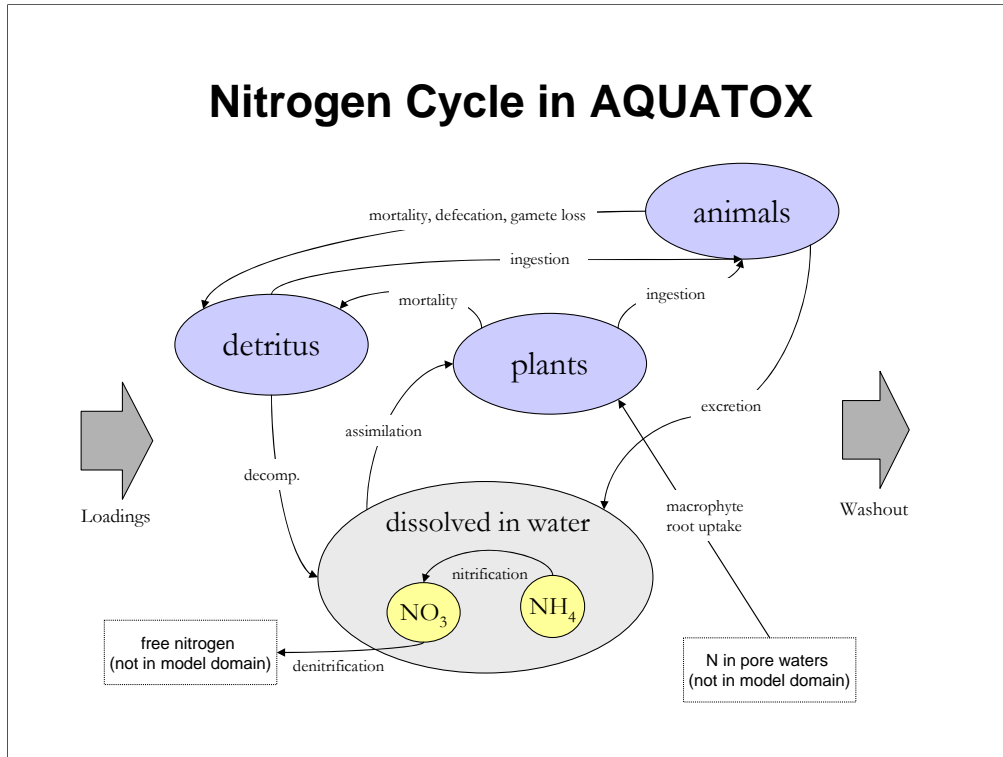 Nitrogen Cycle in AQUATOX
animals
mortality, defecation, gamete loss
ingestion
mortality
ingestion
detritus
plants
excretion
assimilation
decomp.
Loadings
Washout
macrophyte
root uptake
dissolved in water
nitrification
NO3
NH4
free nitrogen
(not in model domain)
denitrification
N in pore waters
(not in model domain)